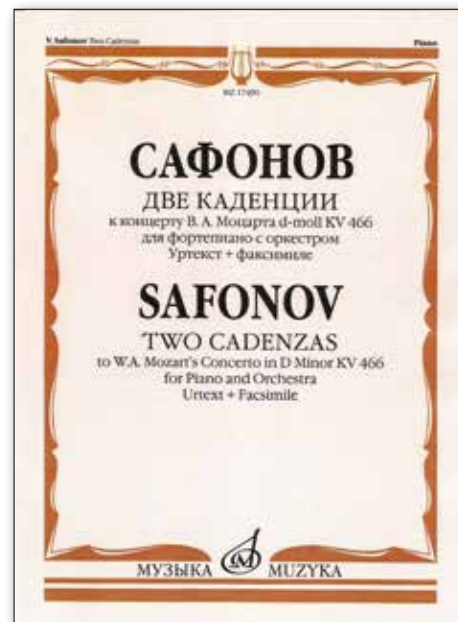 V. Safonov Two Cadenzas
Piano
САФОНОВ
ДВЕ КАДЕНЦИИ
к концерту В. А. Моцарта d-moll KV 466
для фортепиано с оркестром
Уртекст + факсимиле
SAFONOV
TWO CADENZAS
to W.A. Mozart's Concerto in D Minor KV 466
for Piano and Orchestra
Urtext + Facsimile
МУЗЫКА MUZYKA